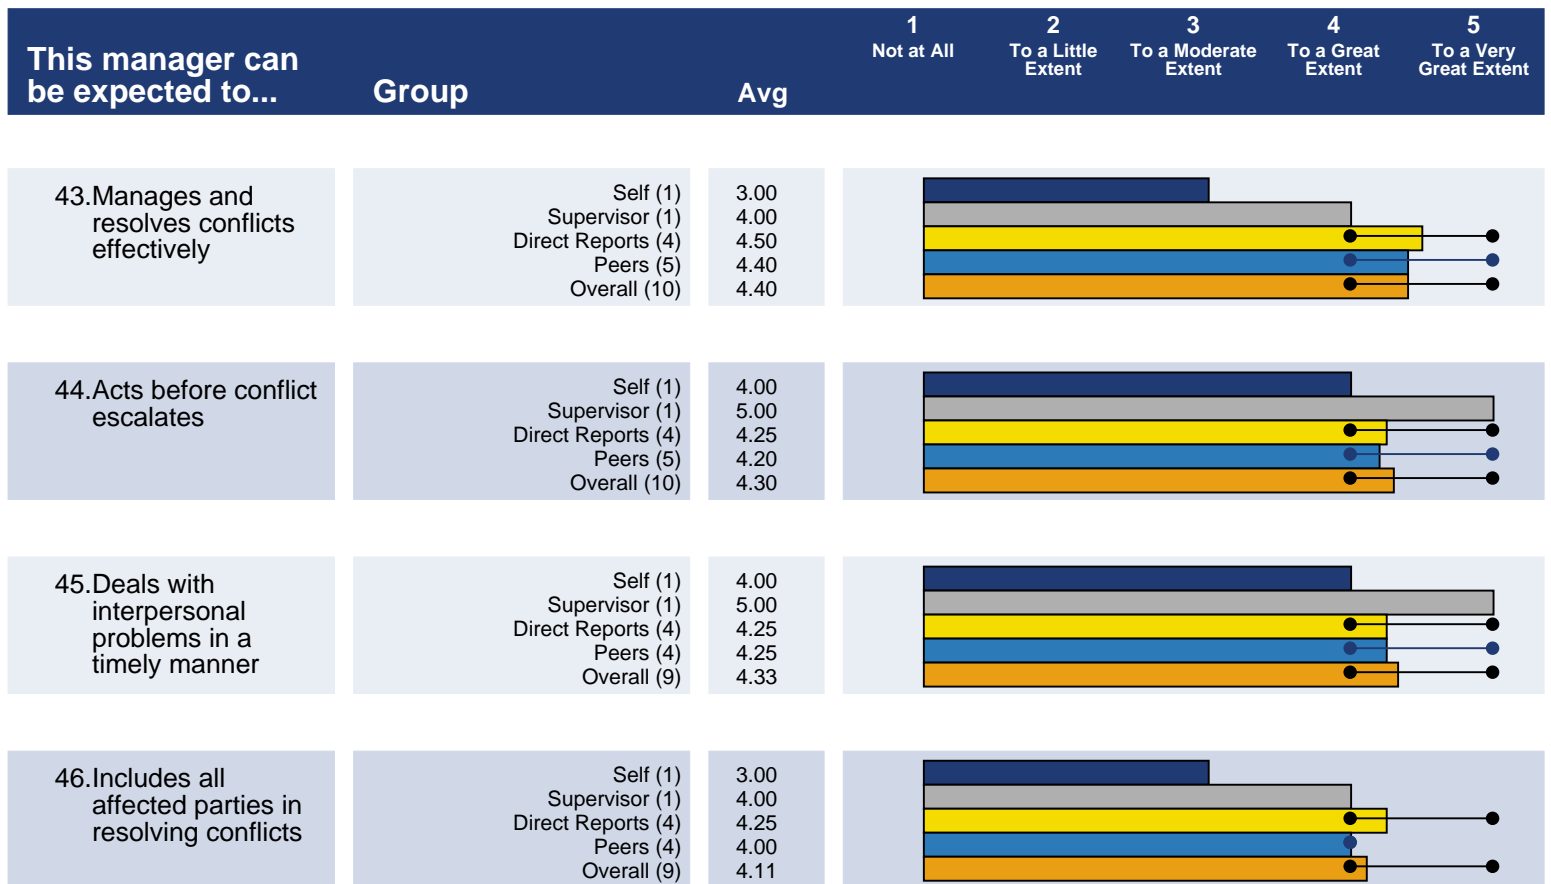 1 2 3 4 5
Not at All To a Little To a Moderate To a Great To a Very
Extent Extent Extent Great Extent
This manager can
be expected to... Group Avg
43.Manages and
resolves conflicts
effectively
Self (1) 3.00
Supervisor (1) 4.00
Direct Reports (4) 4.50
Peers (5) 4.40
Overall (10) 4.40
44.Acts before conflict
escalates
Self (1) 4.00
Supervisor (1) 5.00
Direct Reports (4) 4.25
Peers (5) 4.20
Overall (10) 4.30
45.Deals with
interpersonal
problems in a
timely manner
Self (1) 4.00
Supervisor (1) 5.00
Direct Reports (4) 4.25
Peers (4) 4.25
Overall (9) 4.33
46.Includes all
affected parties in
resolving conflicts
Self (1) 3.00
Supervisor (1) 4.00
Direct Reports (4) 4.25
Peers (4) 4.00
Overall (9) 4.11